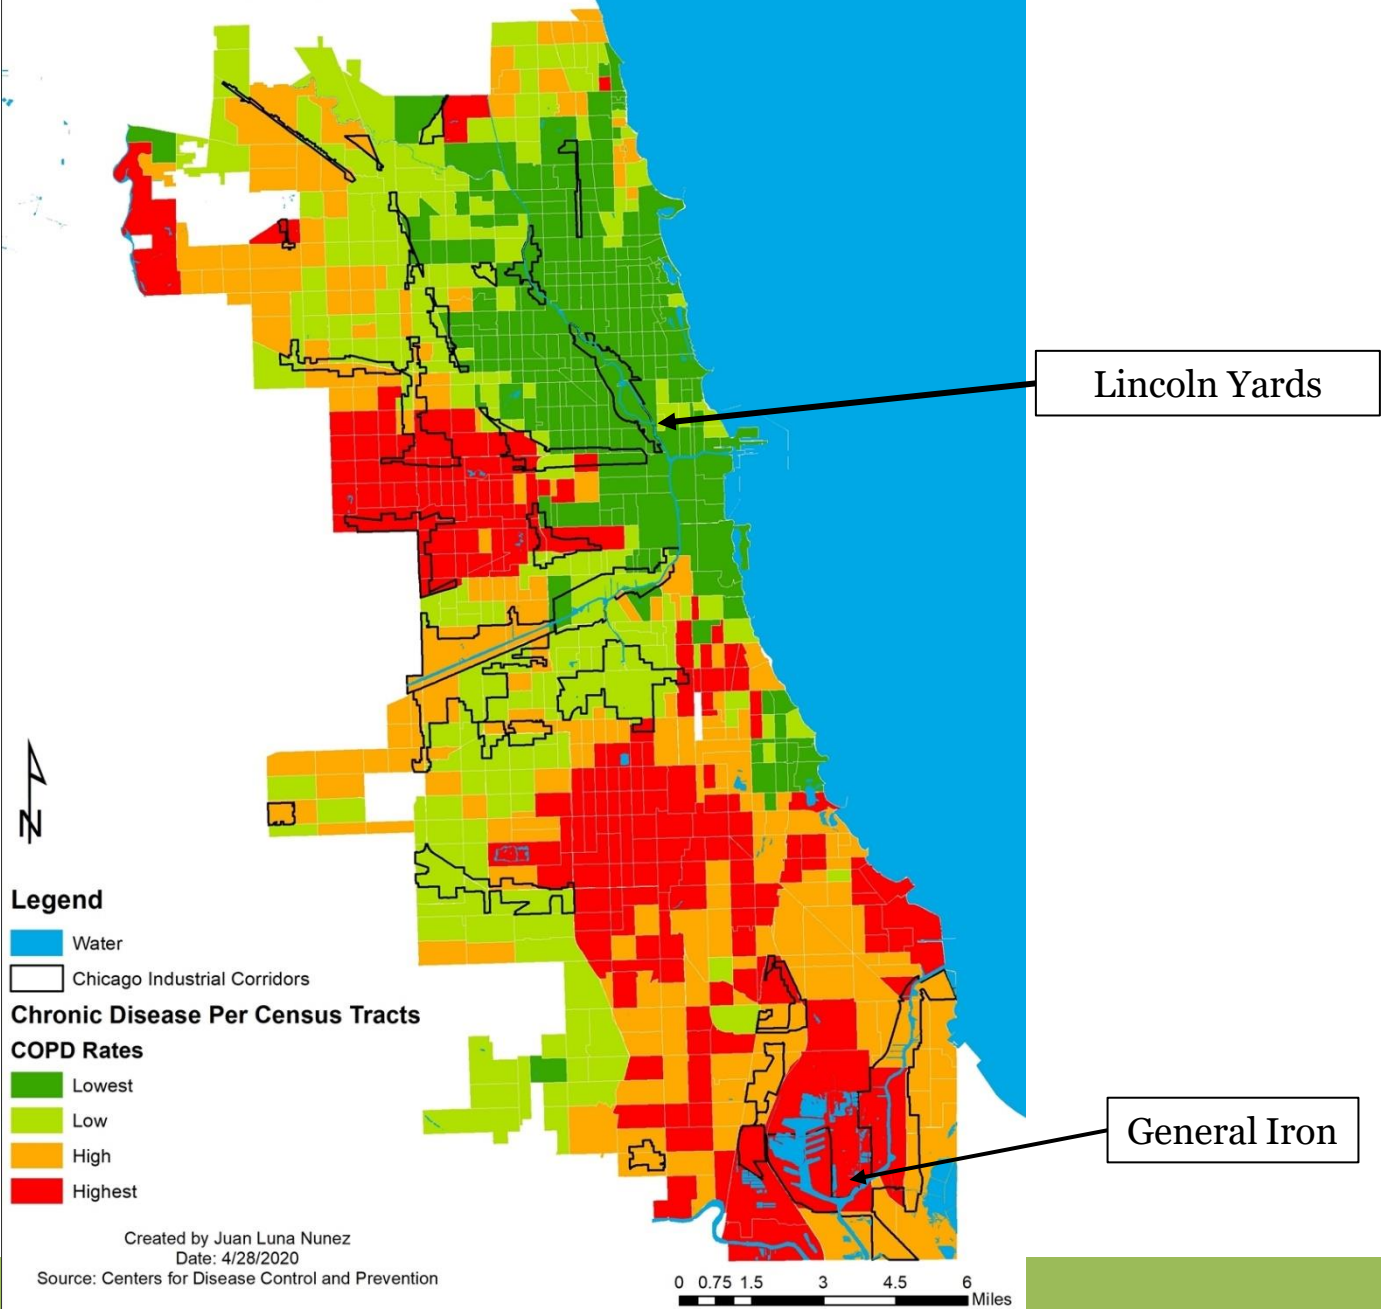 Lincoln Yards
General Iron
N
Legend
Water
Chicago Industrial Corridors
Chronic Disease Per Census Tracts
COPD Rates
Lowest
Low
High
Highest
Created by Juan Luna Nunez
Date: 4/28/2020
Source: Centers for Disease Control and Prevention
0 0.75 1.5 3 4.5 6
Miles